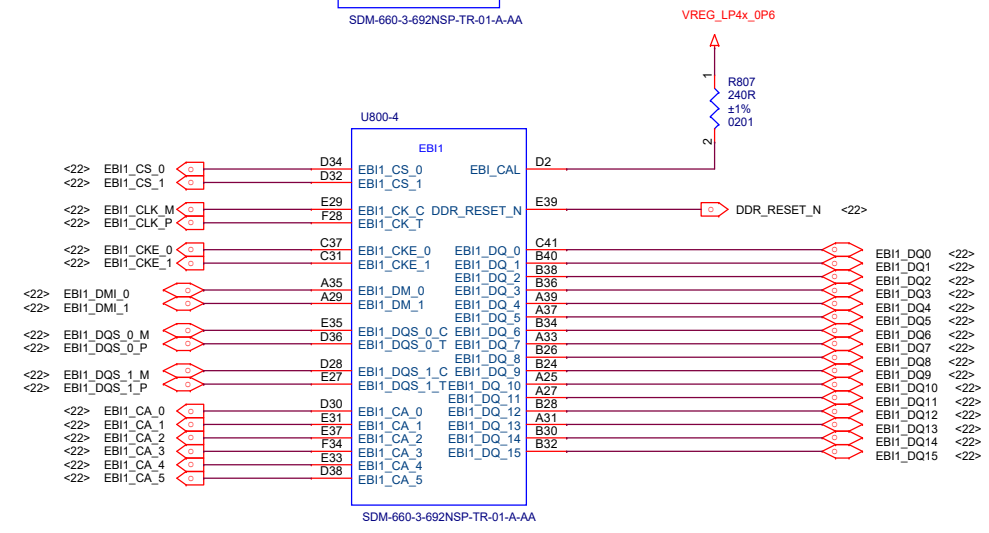 SDM-660-3-692NSP-TR-01-A-AA
VREG_LP4x_0P6
1
R807
240R
±1%
0201
2
U800-4
EBI1
<22> EBI1_CS_0 D34 EBI1_CS_0 EBI_CAL D2
<22> EBI1_CS_1 D32 EBI1_CS_1
<22> EBI1_CLK_M E29 EBI1_CK_C DDR_RESET_N E39 DDR_RESET_N <22>
<22> EBI1_CLK_P F28 EBI1_CK_T
<22> EBI1_CKE_0 C37 EBI1_CKE_0 EBI1_DQ_0 C41 EBI1_DQ0 <22>
<22> EBI1_CKE_1 C31 EBI1_CKE_1 EBI1_DQ_1 B40 EBI1_DQ1 <22>
EBI1_DQ_2 B38 EBI1_DQ2 <22>
<22> EBI1_DMI_0 A35 EBI1_DM_0 EBI1_DQ_3 B36 EBI1_DQ3 <22>
<22> EBI1_DMI_1 A29 EBI1_DM_1 EBI1_DQ_4 A39 EBI1_DQ4 <22>
EBI1_DQ_5 A37 EBI1_DQ5 <22>
<22> EBI1_DQS_0_M E35 EBI1_DQS_0_C EBI1_DQ_6 B34 EBI1_DQ6 <22>
<22> EBI1_DQS_0_P D36 EBI1_DQS_0_T EBI1_DQ_7 A33 EBI1_DQ7 <22>
EBI1_DQ_8 B26 EBI1_DQ8 <22>
<22> EBI1_DQS_1_M D28 EBI1_DQS_1_C EBI1_DQ_9 B24 EBI1_DQ9 <22>
<22> EBI1_DQS_1_P E27 EBI1_DQS_1_T EBI1_DQ_10 A25 EBI1_DQ10 <22>
EBI1_DQ_11 A27 EBI1_DQ11 <22>
<22> EBI1_CA_0 D30 EBI1_CA_0 EBI1_DQ_12 B28 EBI1_DQ12 <22>
<22> EBI1_CA_1 E31 EBI1_CA_1 EBI1_DQ_13 A31 EBI1_DQ13 <22>
<22> EBI1_CA_2 E37 EBI1_CA_2 EBI1_DQ_14 B30 EBI1_DQ14 <22>
<22> EBI1_CA_3 F34 EBI1_CA_3 EBI1_DQ_15 B32 EBI1_DQ15 <22>
<22> EBI1_CA_4 E33 EBI1_CA_4
<22> EBI1_CA_5 D38 EBI1_CA_5
SDM-660-3-692NSP-TR-01-A-AA